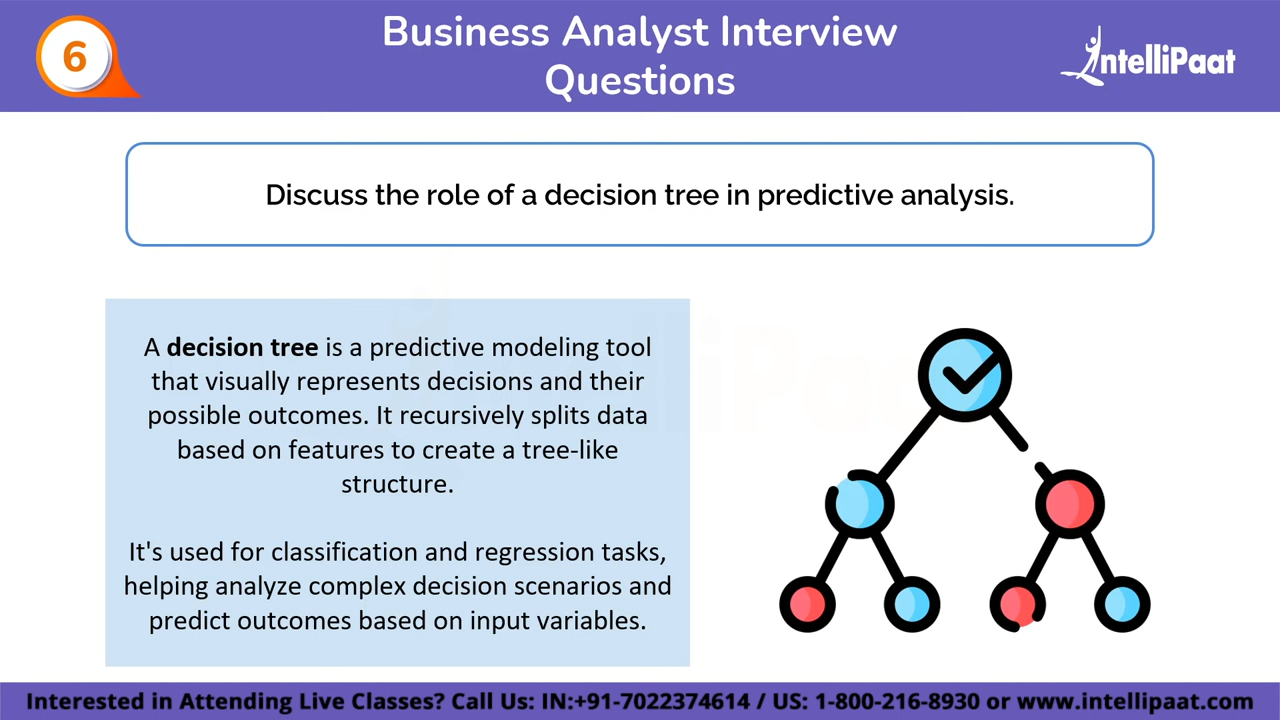 6
Business Analyst Interview
Questions
IntelliPaat
Discuss the role of a decision tree in predictive analysis.
A decision tree is a predictive modeling tool
that visually represents decisions and their
possible outcomes. It recursively splits data
based on features to create a tree-like
structure.
It's used for classification and regression tasks,
helping analyze complex decision scenarios and
predict outcomes based on input variables.
Interested in Attending Live Classes? Call Us: IN:+91-7022374614 / US: 1-800-216-8930 or www.intellipaat.com